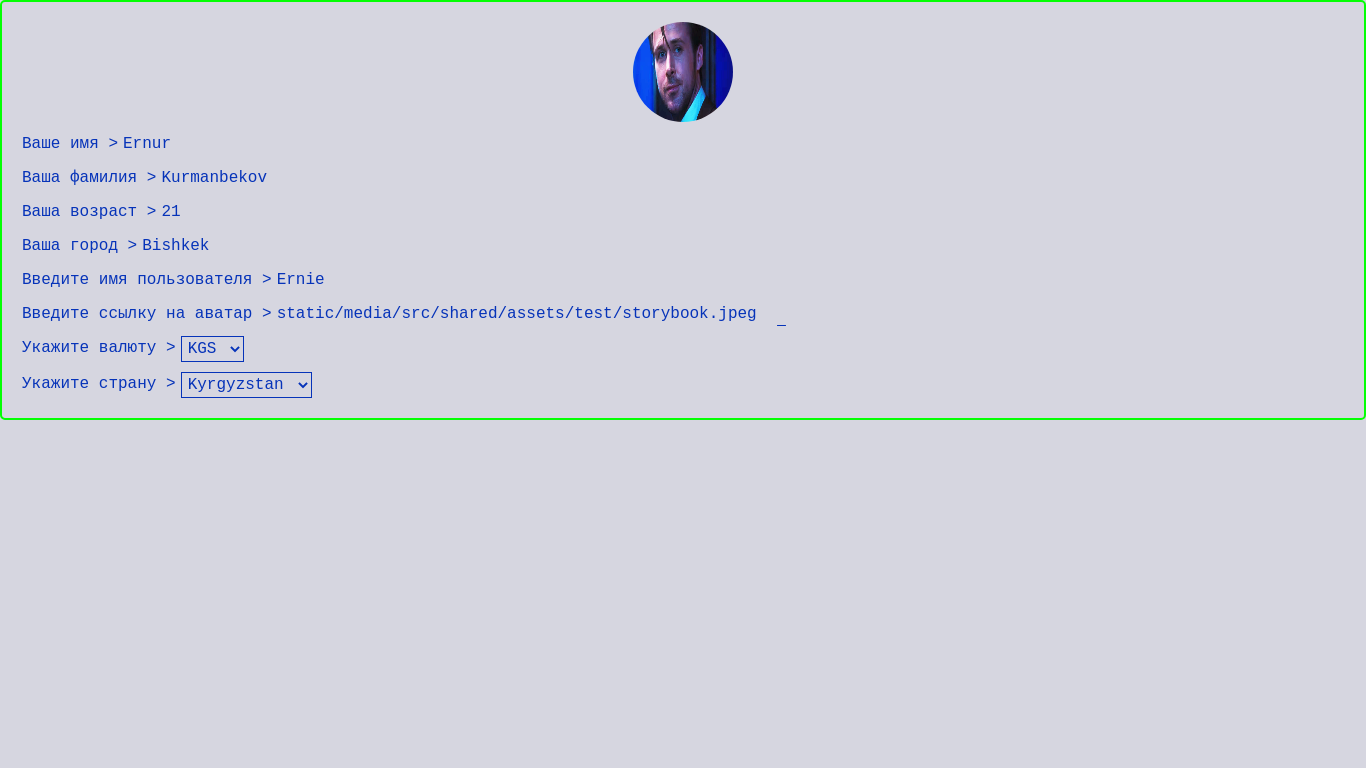 Ваше имя > Ernur
Ваша фамилия > Kurmanbekov
Ваша возраст > 21
Ваша город > Bishkek
Введите имя пользователя > Ernie
Введите ссылку на аватар > static/media/src/shared/assets/test/storybook.jpeg _
Укажите валюту > KGS
Укажите страну > Kyrgyzstan